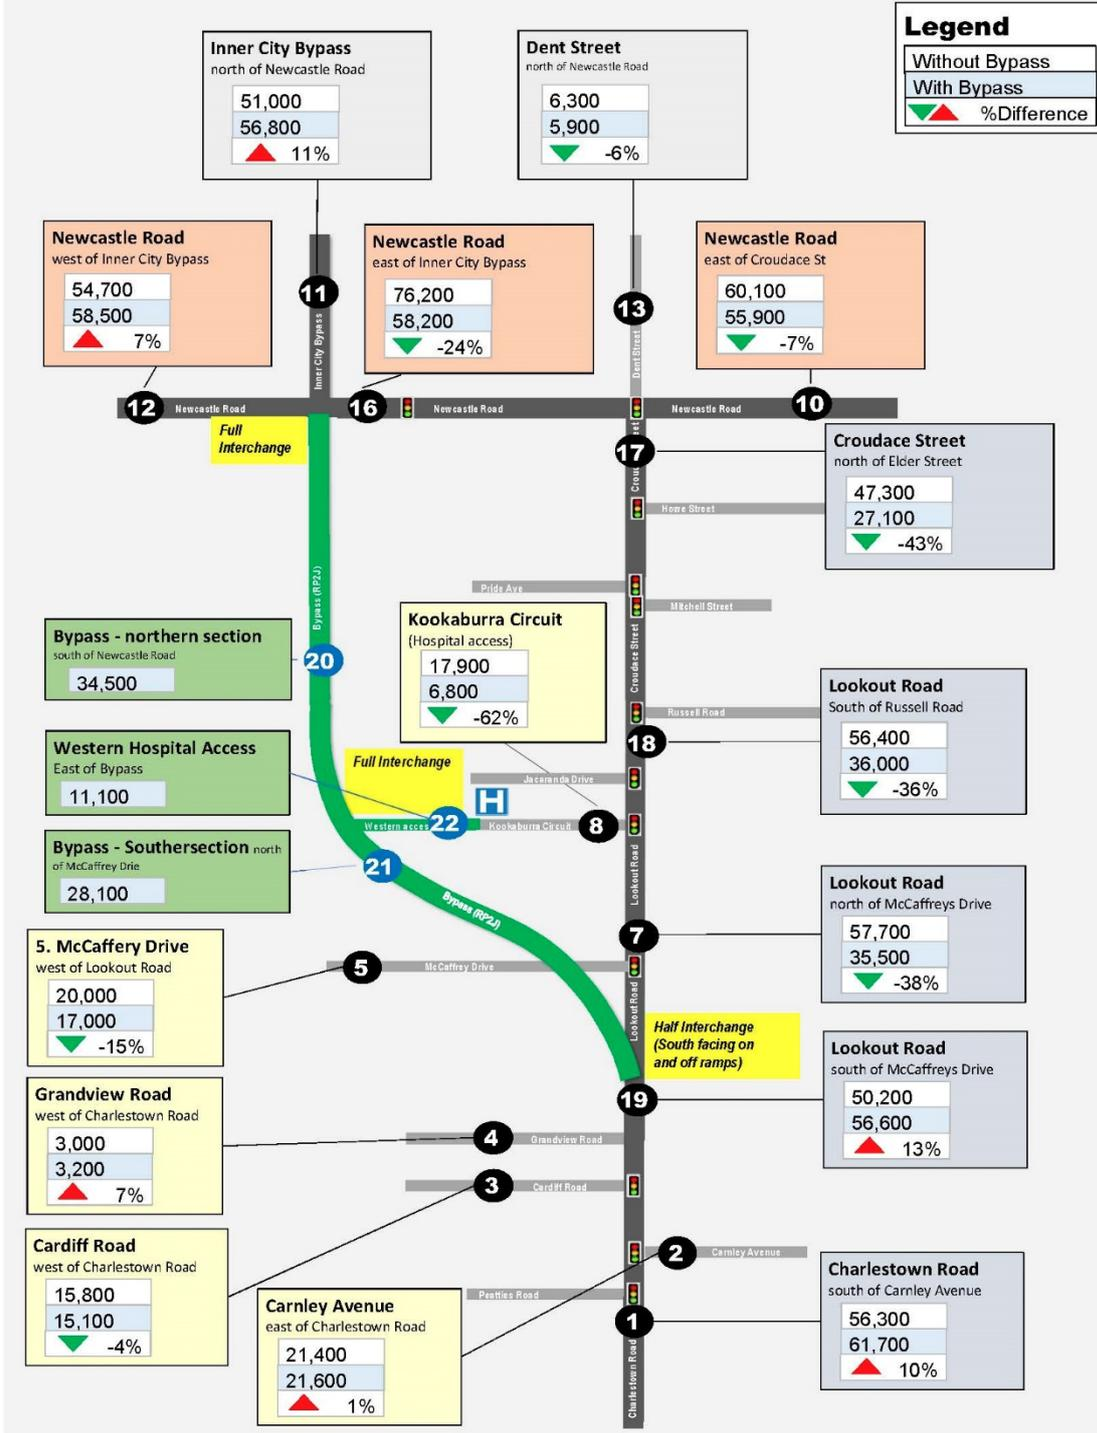 Legend
Without Bypass
With Bypass
%Difference
Inner City Bypass
north of Newcastle Road
51,000
56,800
11%
Dent Street
north of Newcastle Road
6,300
5,900
-6%
Newcastle Road
west of Inner City Bypass
54,700
58,500
7%
Newcastle Road
east of Inner City Bypass
76,200
58,200
-24%
Newcastle Road
east of Croudace St
60,100
55,900
-7%
11
Inner City Bypass
13
Dent Street
12
Newcastle Road
16
Newcastle Road
Newcastle Road
10
Full
Interchange
17
Croudace Street
north of Elder Street
47,300
27,100
-43%
Howe Street
Pride Ave
Mitchell Street
Bypass (RP2J)
Croudace Street
Bypass - northern section
south of Newcastle Road
34,500
20
Kookaburra Circuit
(Hospital access)
17,900
6,800
-62%
Lookout Road
South of Russell Road
56,400
36,000
-36%
Russell Road
18
Western Hospital Access
East of Bypass
11,100
Full Interchange
Jacaranda Drive
H
Western acces
22
Kookaburra Circuit
8
Bypass - Southersection north
of McCaffrey Drie
28,100
21
Bypass (RP2J)
Lookout Road
Lookout Road
north of McCaffreys Drive
57,700
35,500
-38%
7
5. McCaffery Drive
west of Lookout Road
20,000
17,000
-15%
5
McCaffrey Drive
Lookout Road
Half Interchange
(South facing on
and off ramps)
Lookout Road
south of McCaffreys Drive
50,200
56,600
13%
19
Grandview Road
west of Charlestown Road
3,000
3,200
7%
4
Grandview Road
3
Cardiff Road
Cardiff Road
west of Charlestown Road
15,800
15,100
-4%
2
Carnley Avenue
Carnley Avenue
east of Charlestown Road
21,400
21,600
1%
Peatties Road
1
Charlestown Road
Charlestown Road
south of Carnley Avenue
56,300
61,700
10%